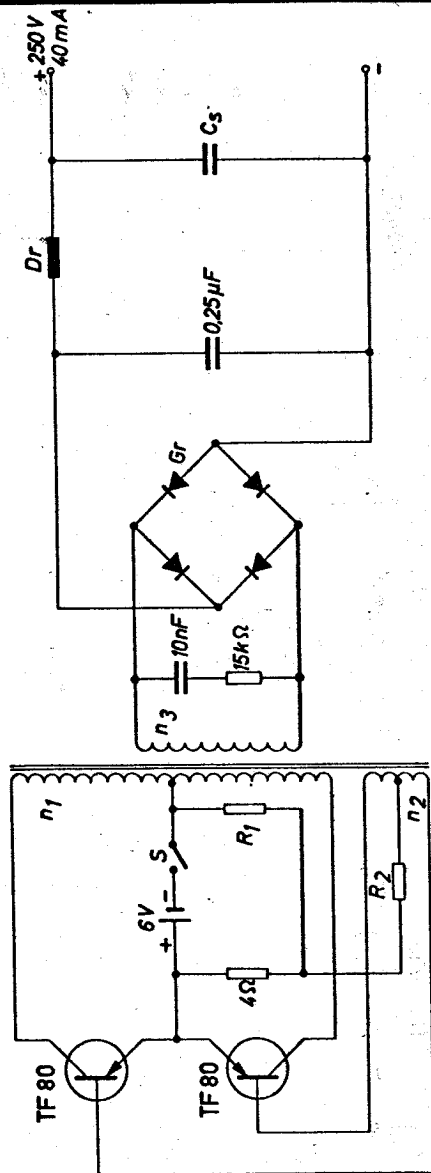 TF 80
TF 80
6V
+
−
S
4Ω
R1
R2
n1
n2
n3
10nF
15kΩ
Gr
0,25µF
Dr
Cs
+ 250V
40mA
−